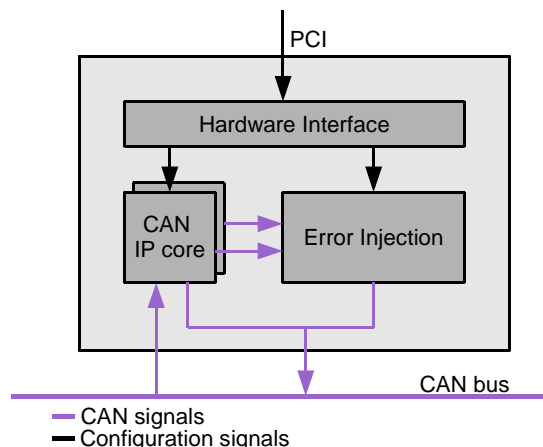 PCI
Hardware Interface
CAN
IP core
Error Injection
CAN bus
CAN signals
Configuration signals